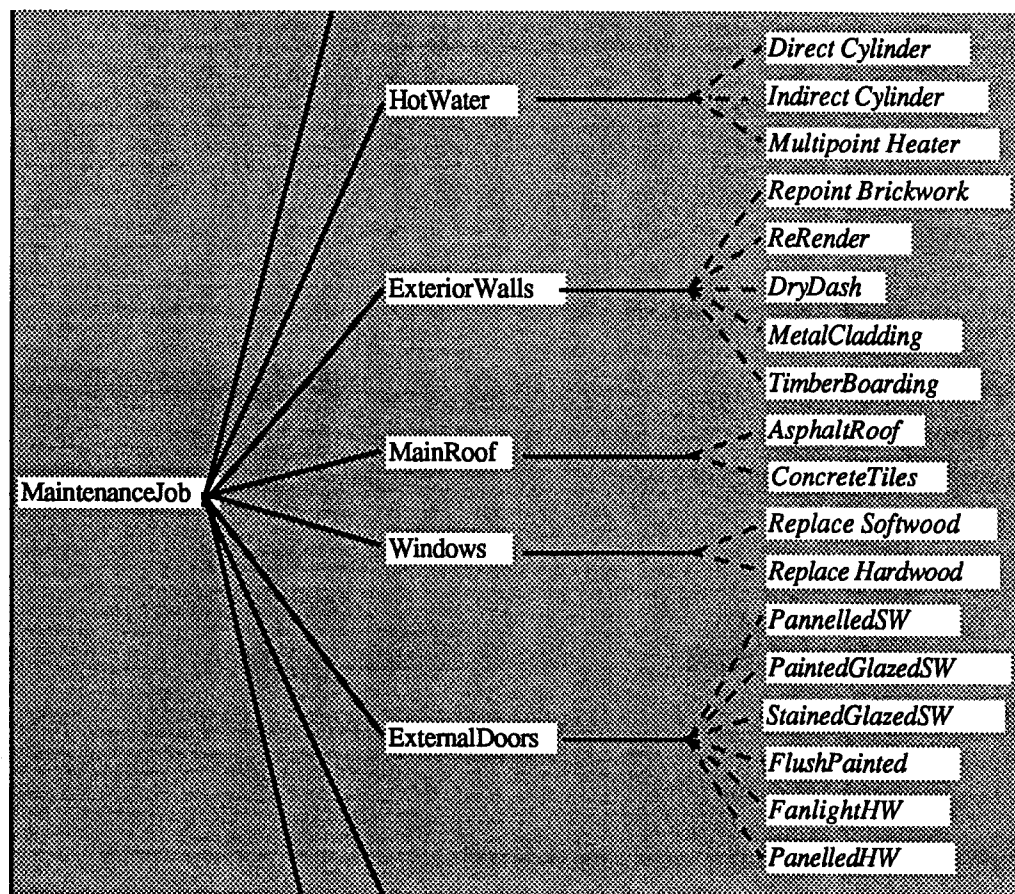 Direct Cylinder
HotWater
Indirect Cylinder
Multipoint Heater
Repoint Brickwork
ReRender
ExteriorWalls
DryDash
MetalCladding
TimberBoarding
AsphaltRoof
MainRoof
ConcreteTiles
MaintenanceJob
Replace Softwood
Windows
Replace Hardwood
PannelledSW
PaintedGlazedSW
StainedGlazedSW
ExternalDoors
FlushPainted
FanlightHW
PanelledHW